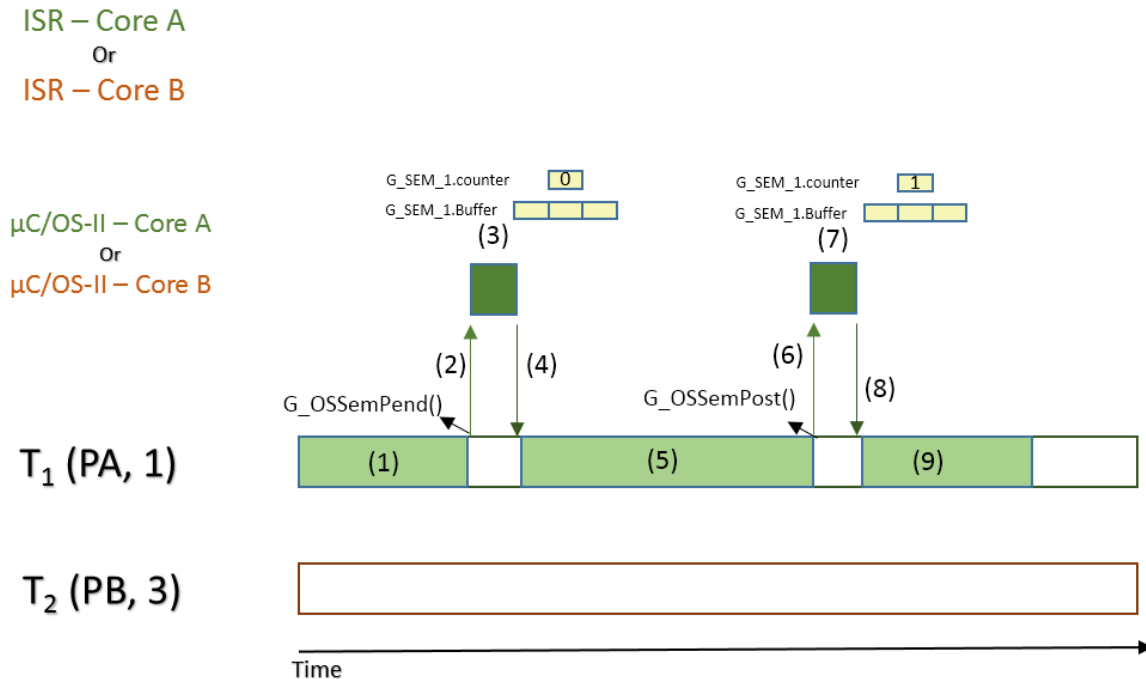 ISR – Core A
Or
ISR – Core B
G_SEM_1.counter 0
G_SEM_1.Buffer
(3)
G_SEM_1.counter 1
G_SEM_1.Buffer
(7)
µC/OS-II – Core A
Or
µC/OS-II – Core B
(2)
(4)
(6)
(8)
G_OSSemPend()
G_OSSemPost()
T₁ (PA, 1)
(1)
(5)
(9)
T₂ (PB, 3)
Time